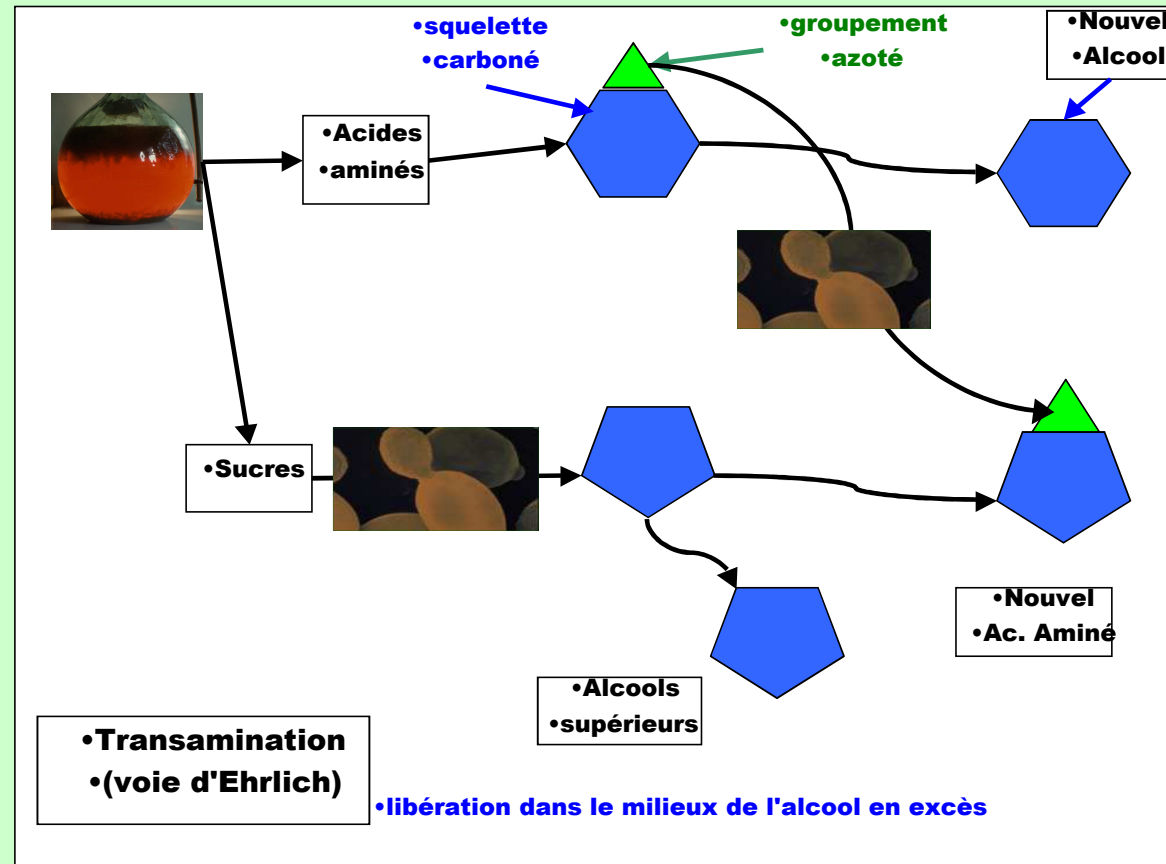 •squelette
•carboné
•groupement
•azoté
•Nouvel
•Alcool
•Acides
•aminés
•Sucres
•Nouvel
•Ac. Aminé
•Alcools
•supérieurs
•Transamination
•(voie d'Ehrlich)
•libération dans le milieux de l'alcool en excès